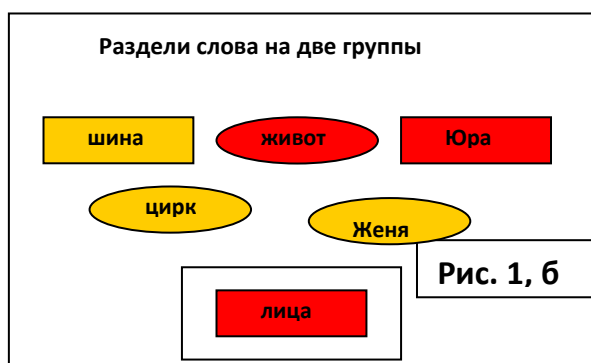 Раздели слова на две группы
шина
живот
Юра
цирк
Женя
Рис. 1, б
лица